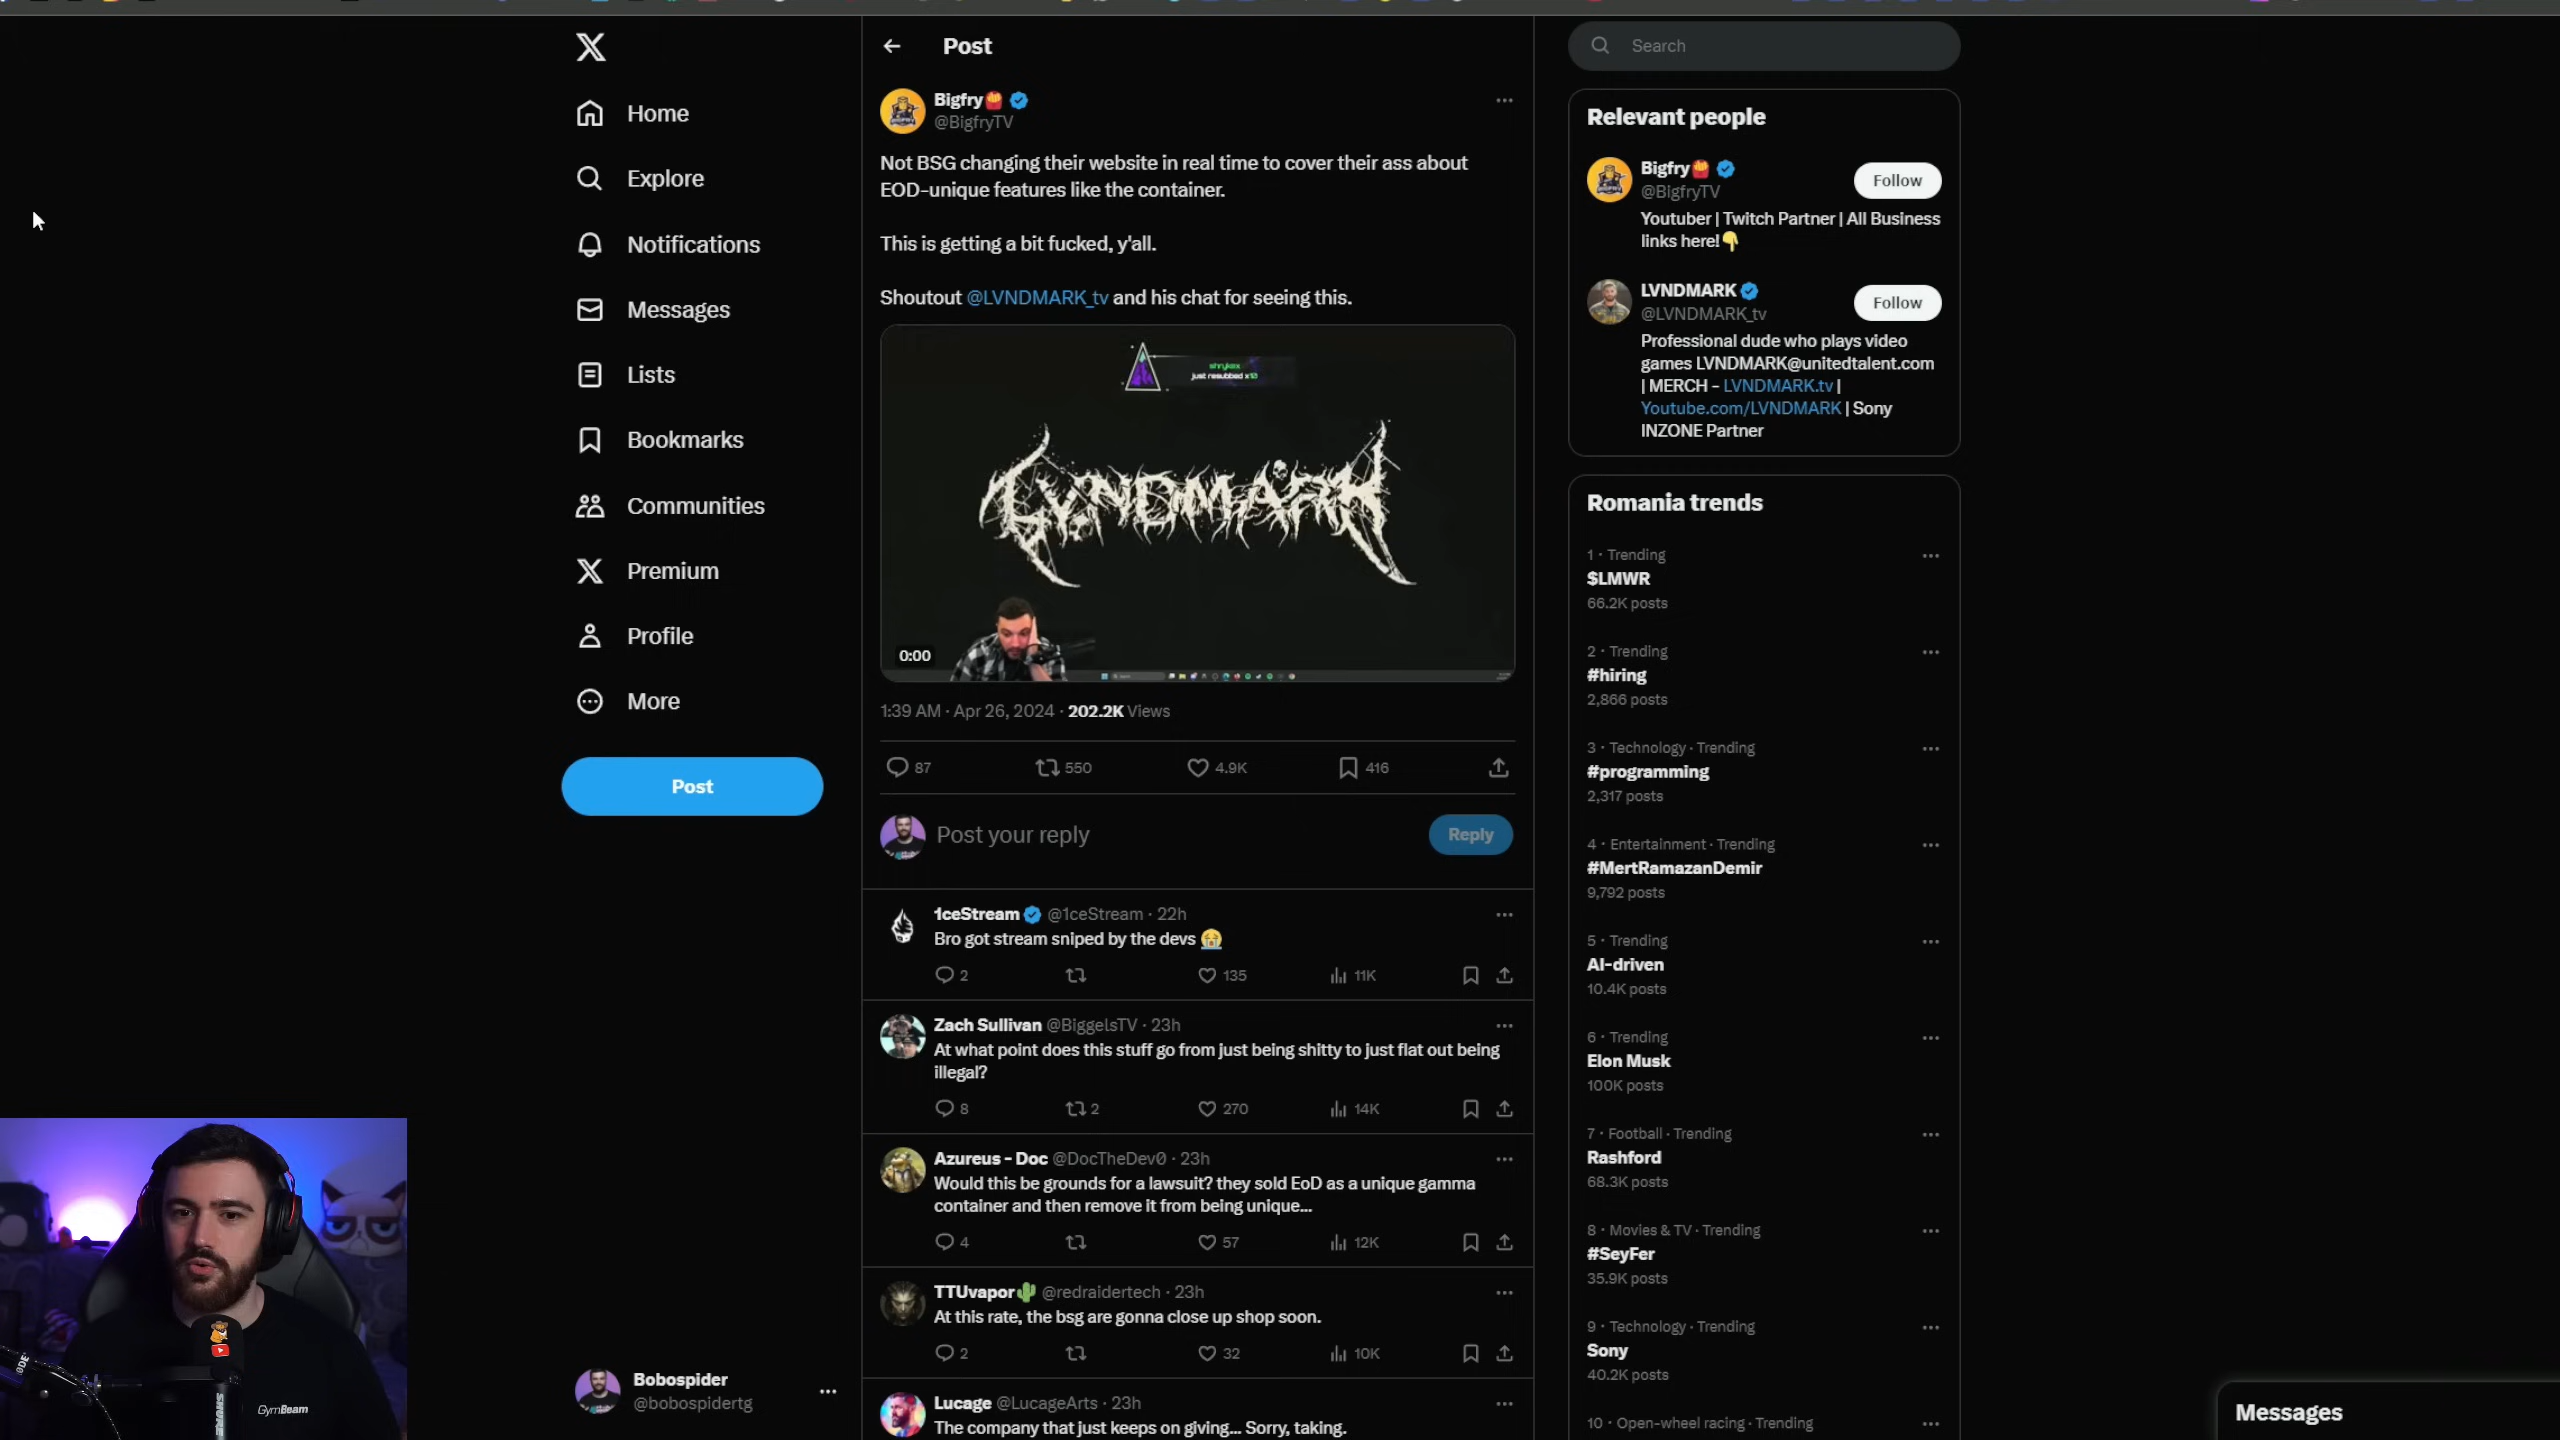 Home
Explore
Notifications
Messages
Lists
Bookmarks
Communities
Premium
Profile
More
Post
Bobospider
@bobospidertg
Post
Bigfry
@BigfryTV
Not BSG changing their website in real time to cover their ass about
EOD-unique features like the container.
This is getting a bit fucked, y'all.
Shoutout @LVNDMARK_tv and his chat for seeing this.
shrylexx
just resubbed x13
LVNDMARK
0:00
1:39 AM · Apr 26, 2024 · 202.2K Views
87 550 4.9K 416
Post your reply
Reply
1ceStream @1ceStream · 22h
Bro got stream sniped by the devs 😭
2 135 11K
Zach Sullivan @BiggelsTV · 23h
At what point does this stuff go from just being shitty to just flat out being
illegal?
8 2 270 14K
Azureus - Doc @DocTheDev0 · 23h
Would this be grounds for a lawsuit? they sold EoD as a unique gamma
container and then remove it from being unique...
4 57 12K
TTUvapor🌵 @redraidertech · 23h
At this rate, the bsg are gonna close up shop soon.
2 32 10K
Lucage @LucageArts · 23h
The company that just keeps on giving... Sorry, taking.
Search
Relevant people
Bigfry
@BigfryTV
Follow
Youtuber | Twitch Partner | All Business
links here!👇
LVNDMARK
@LVNDMARK_tv
Follow
Professional dude who plays video
games LVNDMARK@unitedtalent.com
| MERCH - LVNDMARK.tv |
Youtube.com/LVNDMARK | Sony
INZONE Partner
Romania trends
1 · Trending
$LMWR
66.2K posts
2 · Trending
#hiring
2,866 posts
3 · Technology · Trending
#programming
2,317 posts
4 · Entertainment · Trending
#MertRamazanDemir
9,792 posts
5 · Trending
AI-driven
10.4K posts
6 · Trending
Elon Musk
100K posts
7 · Football · Trending
Rashford
68.3K posts
8 · Movies & TV · Trending
#SeyFer
35.9K posts
9 · Technology · Trending
Sony
40.2K posts
10 · Open-wheel racing · Trending
Messages
GymBeam
SHURE